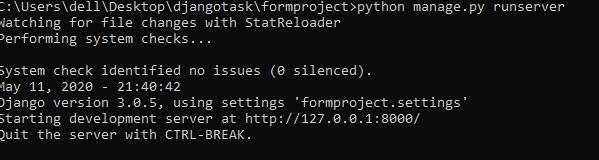 C:\Users\dell\Desktop\djangotask\formproject>python manage.py runserver
Watching for file changes with StatReloader
Performing system checks...
System check identified no issues (0 silenced).
May 11, 2020 - 21:40:42
Django version 3.0.5, using settings 'formproject.settings'
Starting development server at http://127.0.0.1:8000/
Quit the server with CTRL-BREAK.